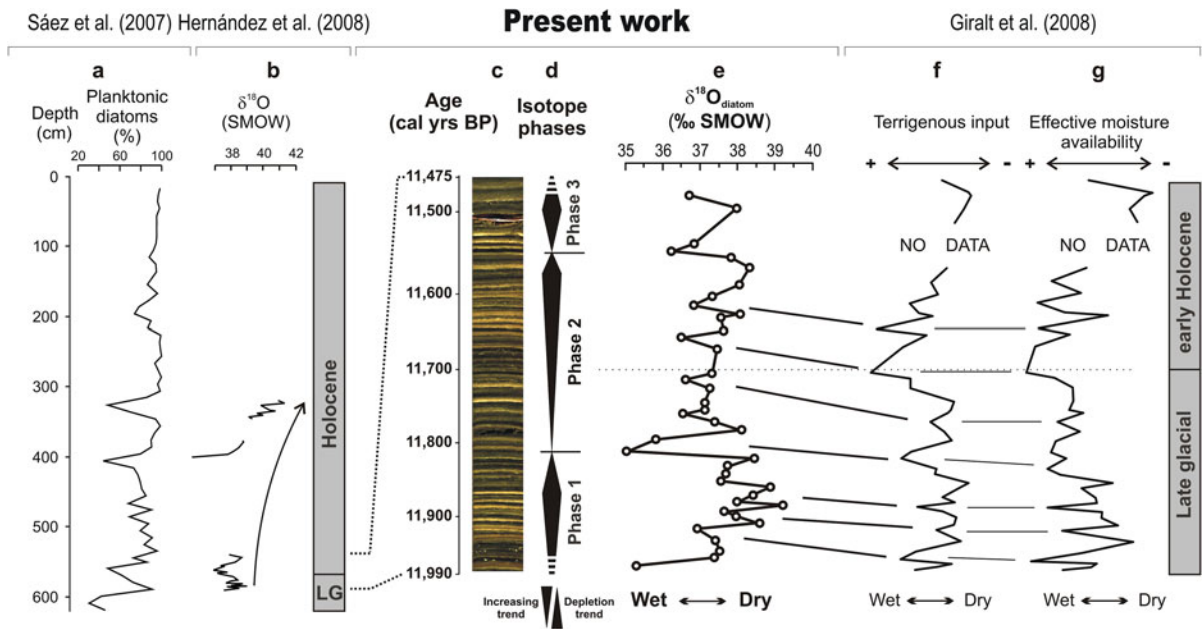 Sáez et al. (2007) Hernández et al. (2008) Present work Giralt et al. (2008)
a b c d e f g
Depth (cm)
Planktonic diatoms (%)
δ18O (SMOW)
Age (cal yrs BP)
Isotope phases
δ18Odiatom (‰ SMOW)
Terrigenous input
Effective moisture availability
+ -
+ -
20 60 100
38 40 42
35 36 37 38 39 40
0
100
200
300
400
500
600
Holocene
LG
11,475
11,500
11,600
11,700
11,800
11,900
11,990
Phase 3
Phase 2
Phase 1
Increasing trend
Depletion trend
NO DATA
NO DATA
early Holocene
Late glacial
Wet Dry
Wet Dry
Wet Dry